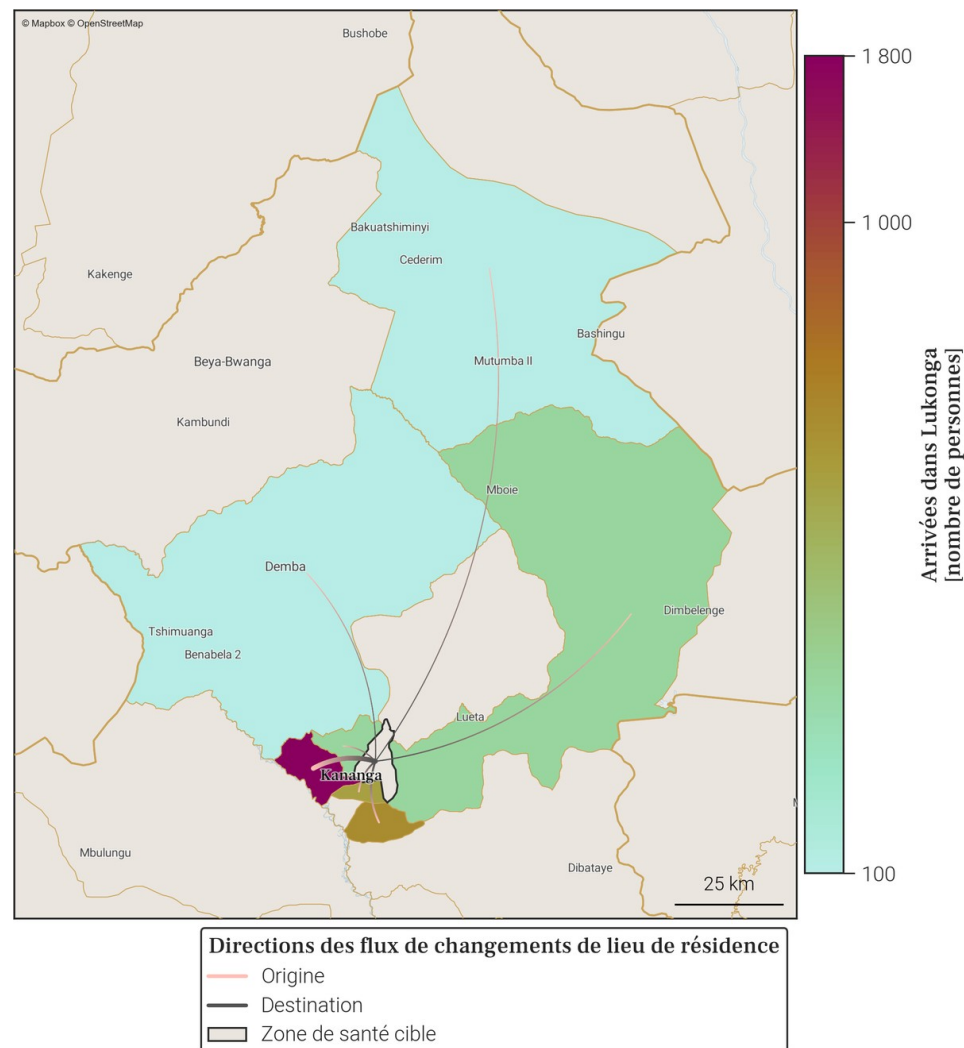 © Mapbox © OpenStreetMap
Bushobe
1 800
Bakuatshiminyi
1 000
Cederim
Kakenge
Bashingu
Beya-Bwanga
Mutumba II
Kambundi
Arrivées dans Lukonga
[nombre de personnes]
Mboie
Demba
Dimbelenge
Tshimuanga
Benabela 2
Lueta
Kananga
Mbulungu
Dibataye
25 km
100
Directions des flux de changements de lieu de résidence
Origine
Destination
Zone de santé cible